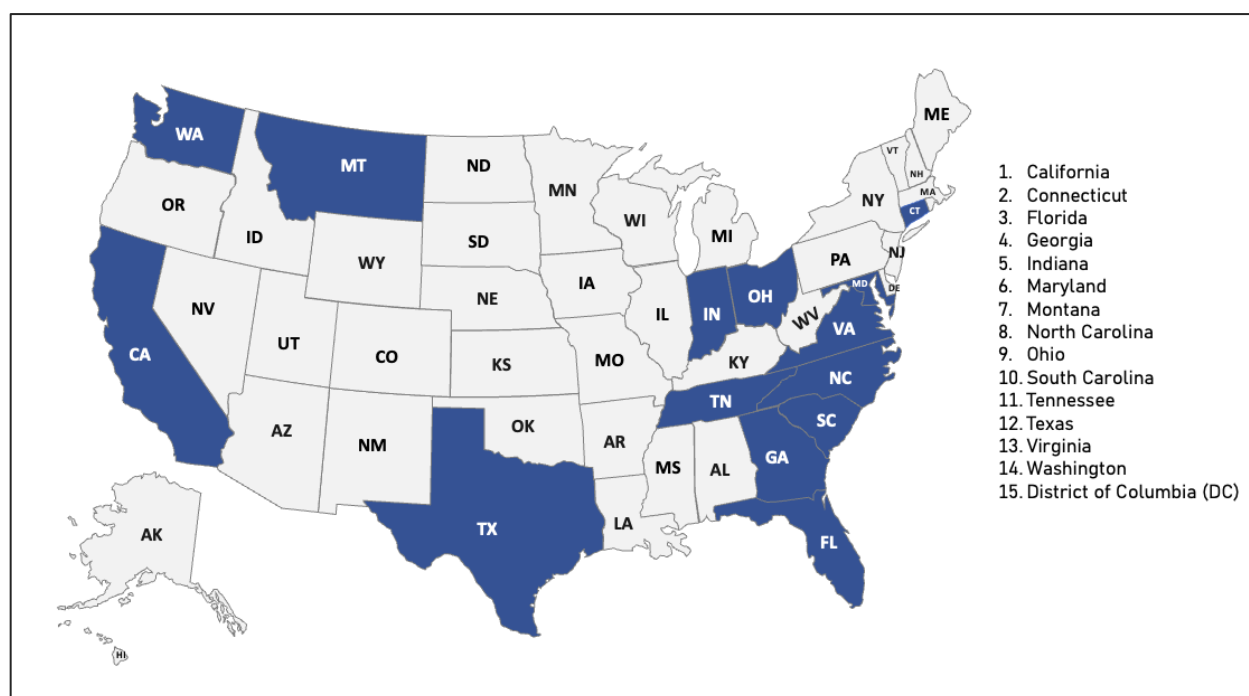 WA
MT
ND
MN
OR
ID
WY
SD
WI
MI
NY
VT
NH
ME
MA
CT
NV
UT
CO
NE
IA
IL
IN
OH
PA
NJ
DE
MD
WV
VA
CA
KS
MO
KY
NC
TN
SC
AZ
NM
OK
AR
MS
AL
GA
TX
LA
FL
AK
HI
1. California
2. Connecticut
3. Florida
4. Georgia
5. Indiana
6. Maryland
7. Montana
8. North Carolina
9. Ohio
10. South Carolina
11. Tennessee
12. Texas
13. Virginia
14. Washington
15. District of Columbia (DC)